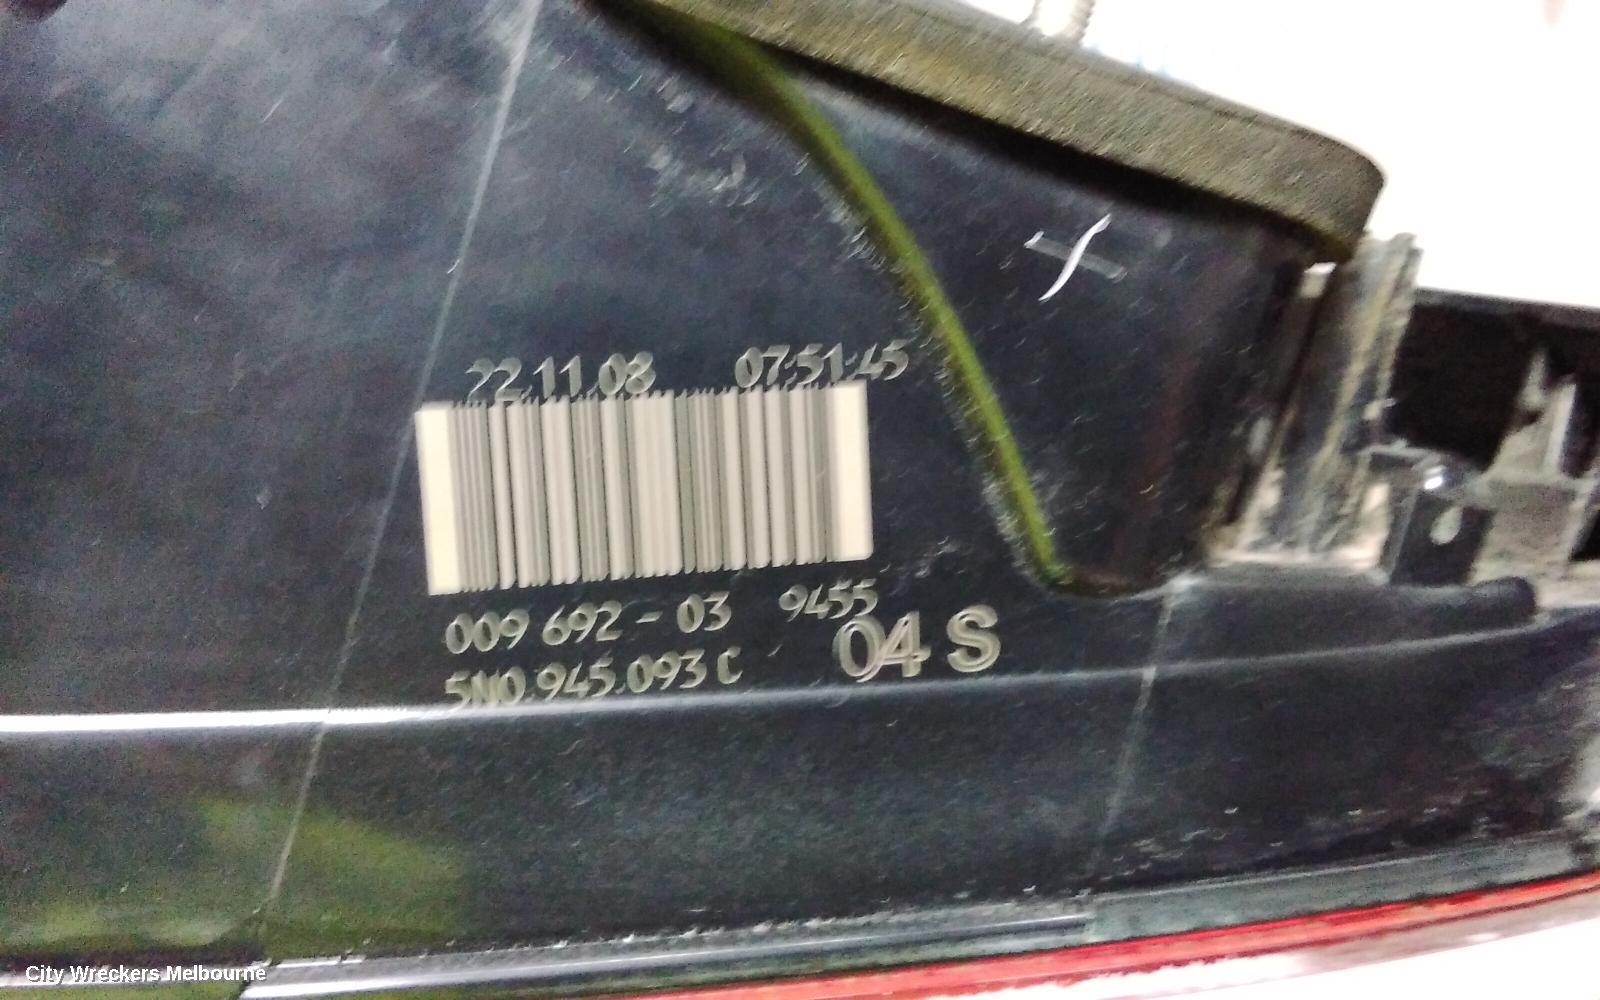 22.11.08 07:51:45
009 692 - 03 9455
04 S
5N0.945.093 C
City Wreckers Melbourne